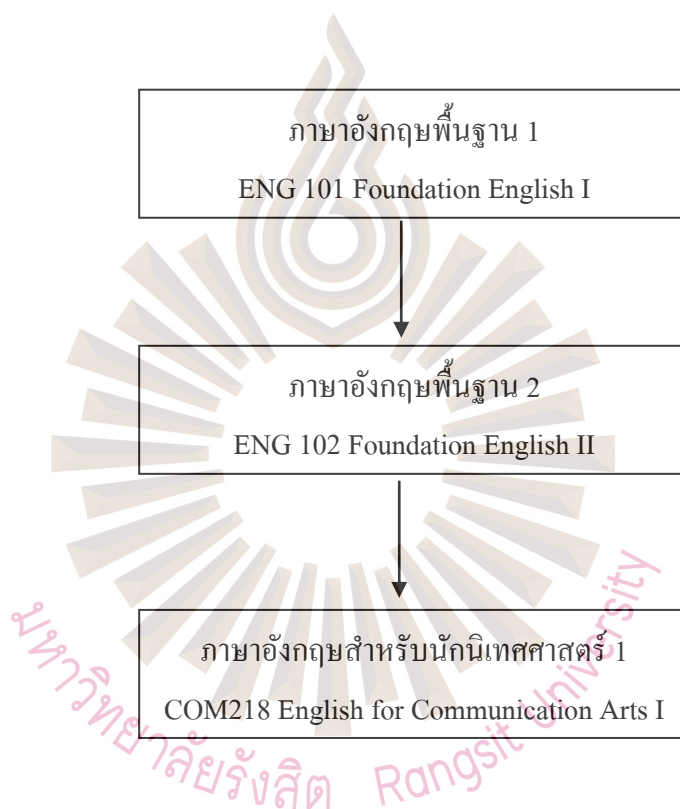 ภาษาอังกฤษพื้นฐาน 1
ENG 101 Foundation English I
ภาษาอังกฤษพื้นฐาน 2
ENG 102 Foundation English II
ภาษาอังกฤษสำหรับนักนิเทศศาสตร์ 1
COM218 English for Communication Arts I
มหาวิทยาลัยรังสิต Rangsit University